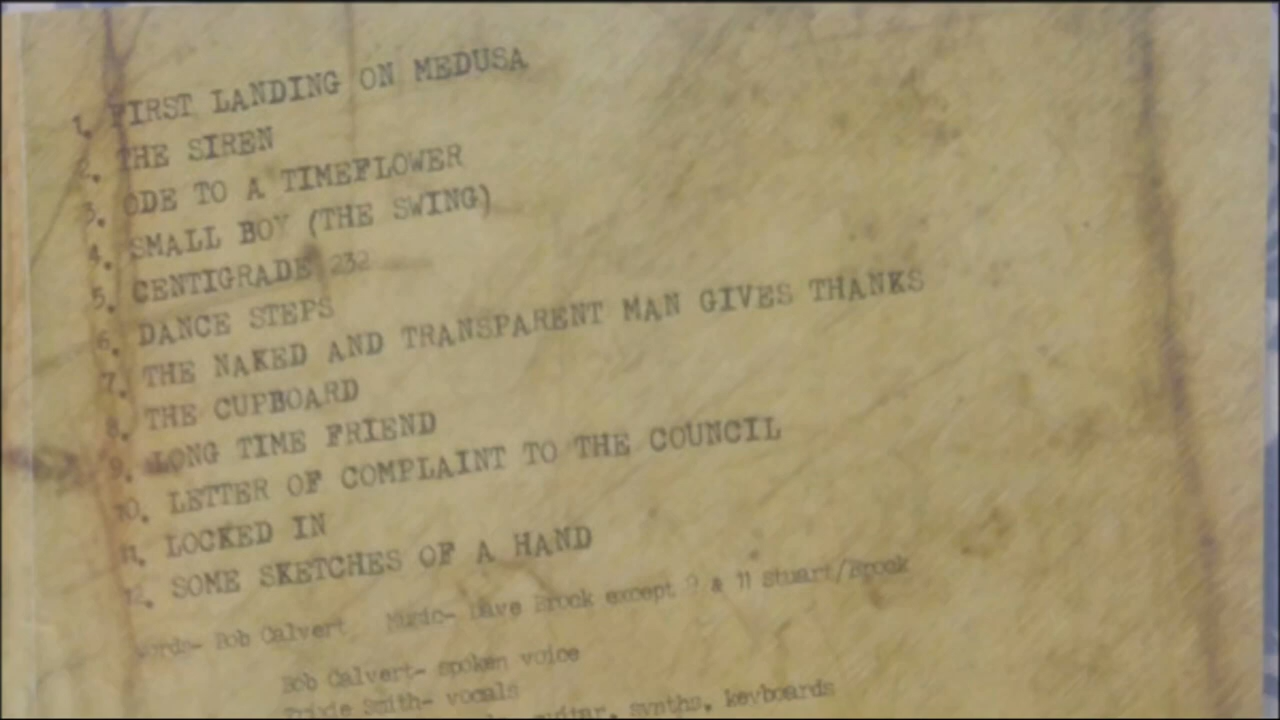 1. FIRST LANDING ON MEDUSA
2. THE SIREN
3. ODE TO A TIMEFLOWER
4. SMALL BOY (THE SWING)
5. CENTIGRADE 232
6. DANCE STEPS
7. THE NAKED AND TRANSPARENT MAN GIVES THANKS
8. THE CUPBOARD
9. LONG TIME FRIEND
10. LETTER OF COMPLAINT TO THE COUNCIL
11. LOCKED IN
12. SOME SKETCHES OF A HAND
Words- Bob Calvert Music- Dave Brock except 9 & 11 Stuart/Brock
Bob Calvert- spoken voice
Trixie Smith- vocals
guitar, synths, keyboards